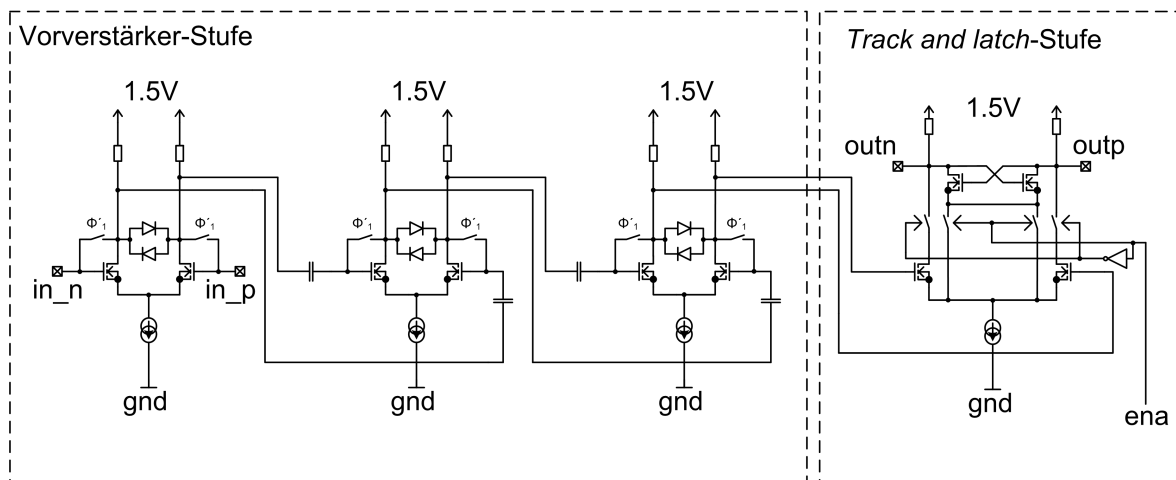 Vorverstärker-Stufe
Track and latch-Stufe
1.5V
1.5V
1.5V
1.5V
outn
outp
Φ´1
Φ´1
Φ´1
Φ´1
Φ´1
Φ´1
in_n
in_p
gnd
gnd
gnd
gnd
ena